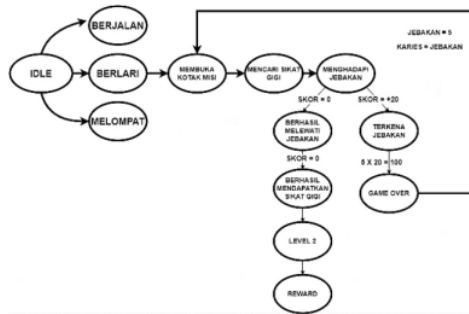 BERJALAN
JEBAKAN = 5
KARIES = JEBAKAN
IDLE
BERLARI
MEMBUKA
KOTAK MISI
MENCARI SIKAT
GIGI
MENGHADAPI
JEBAKAN
MELOMPAT
SKOR = 0
SKOR = +20
BERHASIL
MELEWATI
JEBAKAN
TERKENA
JEBAKAN
SKOR = 0
5 X 20 = 100
BERHASIL
MENDAPATKAN
SIKAT GIGI
GAME OVER
LEVEL 2
REWARD